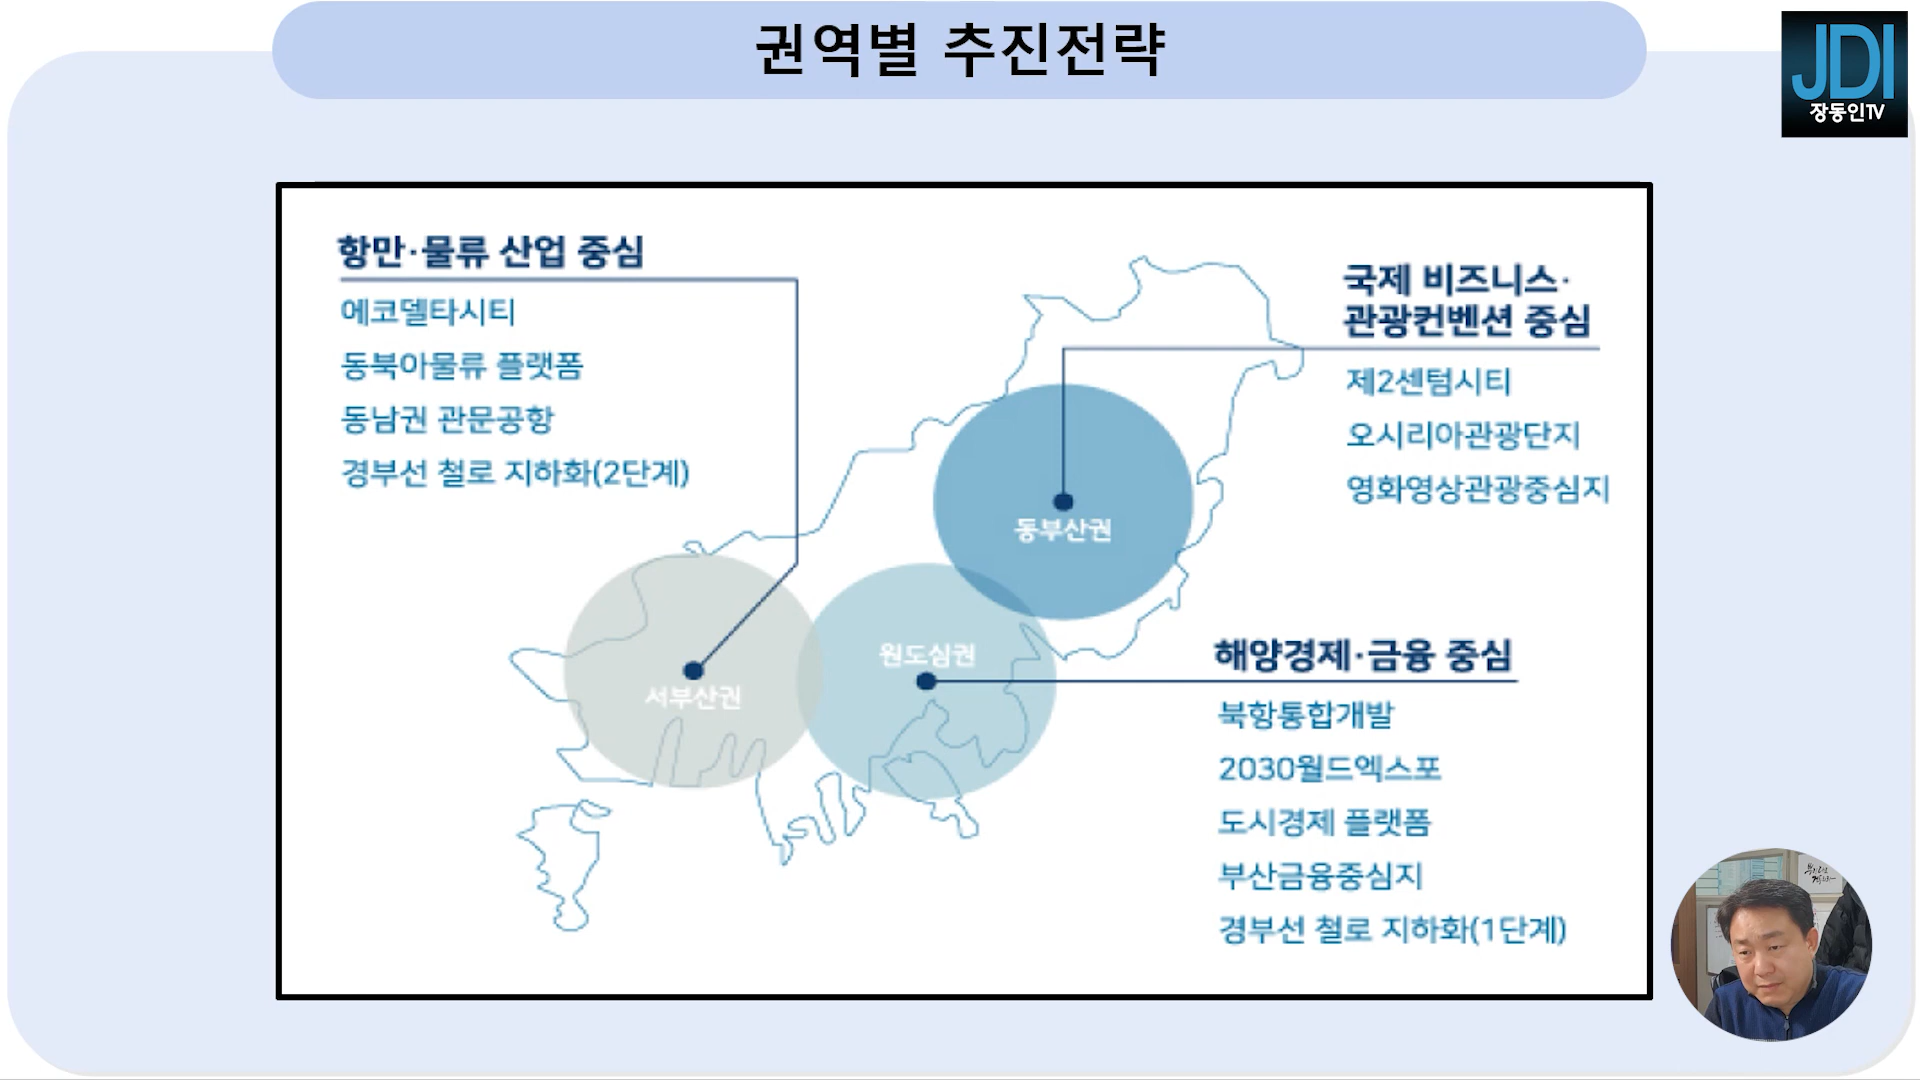 권역별 추진전략
JDI
장동인TV
항만·물류 산업 중심
에코델타시티
동북아물류 플랫폼
동남권 관문공항
경부선 철로 지하화(2단계)
국제 비즈니스·
관광컨벤션 중심
제2센텀시티
오시리아관광단지
영화영상관광중심지
동부산권
원도심권
서부산권
해양경제·금융 중심
북항통합개발
2030월드엑스포
도시경제 플랫폼
부산금융중심지
경부선 철로 지하화(1단계)